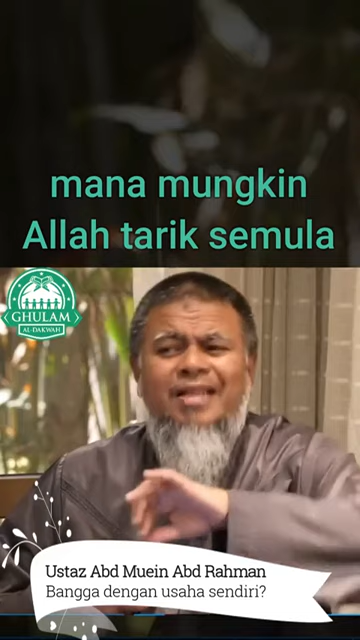 mana mungkin
Allah tarik semula
GHULAM
AL-DAKWAH
Ustaz Abd Muein Abd Rahman
Bangga dengan usaha sendiri?